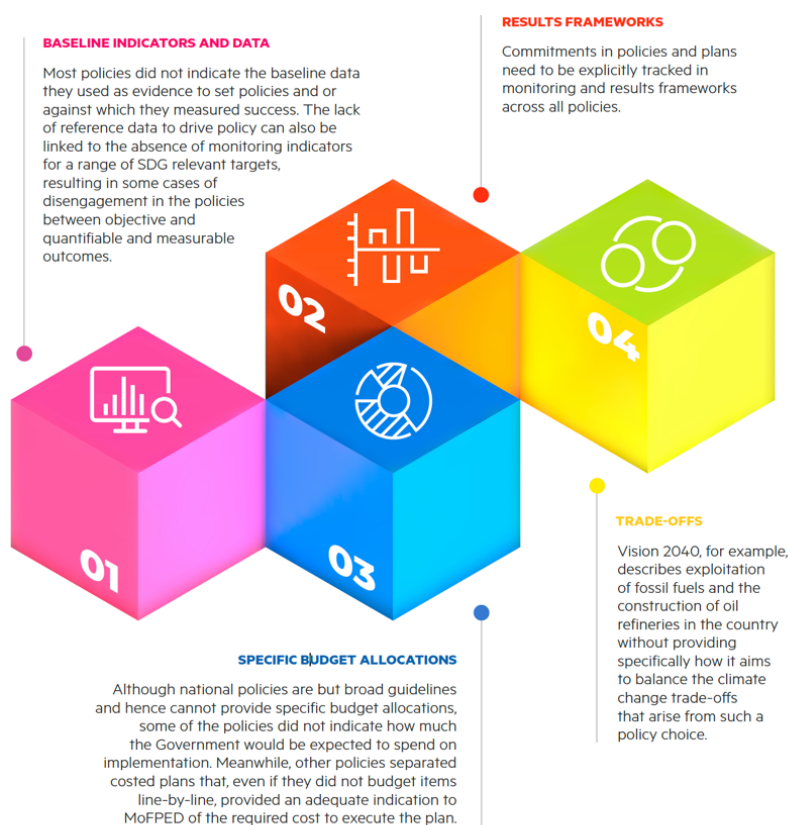 BASELINE INDICATORS AND DATA
Most policies did not indicate the baseline data
they used as evidence to set policies and or
against which they measured success. The lack
of reference data to drive policy can also be
linked to the absence of monitoring indicators
for a range of SDG relevant targets,
resulting in some cases of
disengagement in the policies
between objective and
quantifiable and measurable
outcomes.
RESULTS FRAMEWORKS
Commitments in policies and plans
need to be explicitly tracked in
monitoring and results frameworks
across all policies.
02
04
01
03
SPECIFIC BUDGET ALLOCATIONS
Although national policies are but broad guidelines
and hence cannot provide specific budget allocations,
some of the policies did not indicate how much
the Government would be expected to spend on
implementation. Meanwhile, other policies separated
costed plans that, even if they did not budget items
line-by-line, provided an adequate indication to
MoFPED of the required cost to execute the plan.
TRADE-OFFS
Vision 2040, for example,
describes exploitation
of fossil fuels and the
construction of oil
refineries in the country
without providing
specifically how it aims
to balance the climate
change trade-offs
that arise from such a
policy choice.